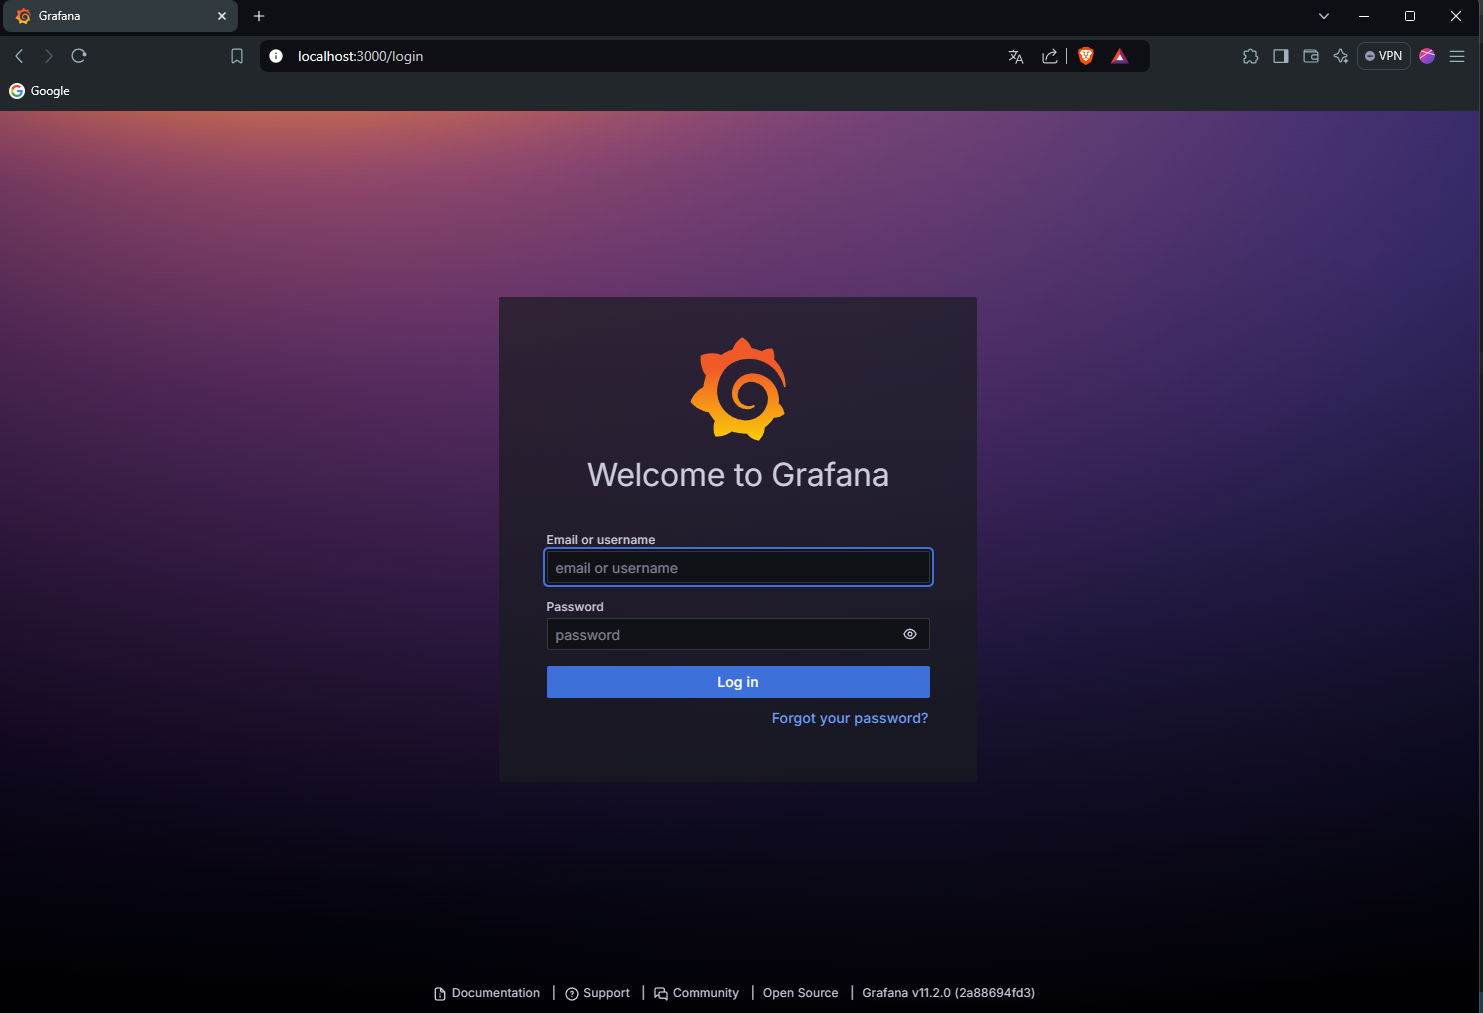 Grafana
localhost:3000/login
VPN
Google
Welcome to Grafana
Email or username
email or username
Password
password
Log in
Forgot your password?
Documentation | Support | Community | Open Source | Grafana v11.2.0 (2a88694fd3)